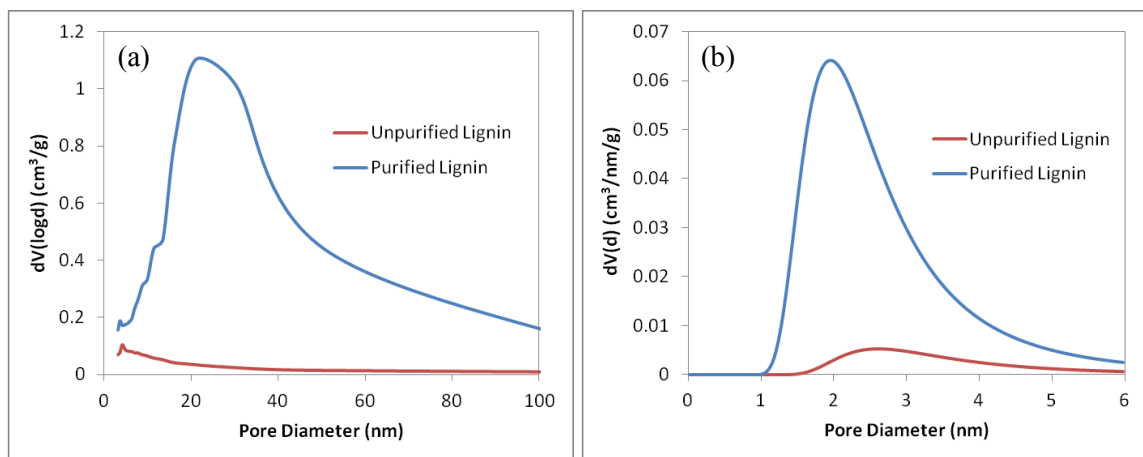 (a)
dV(logd) (cm³/g)
1.2
1
0.8
0.6
0.4
0.2
0
0 20 40 60 80 100
Pore Diameter (nm)
Unpurified Lignin
Purified Lignin
(b)
dV(d) (cm³/nm/g)
0.07
0.06
0.05
0.04
0.03
0.02
0.01
0
0 1 2 3 4 5 6
Pore Diameter (nm)
Unpurified Lignin
Purified Lignin